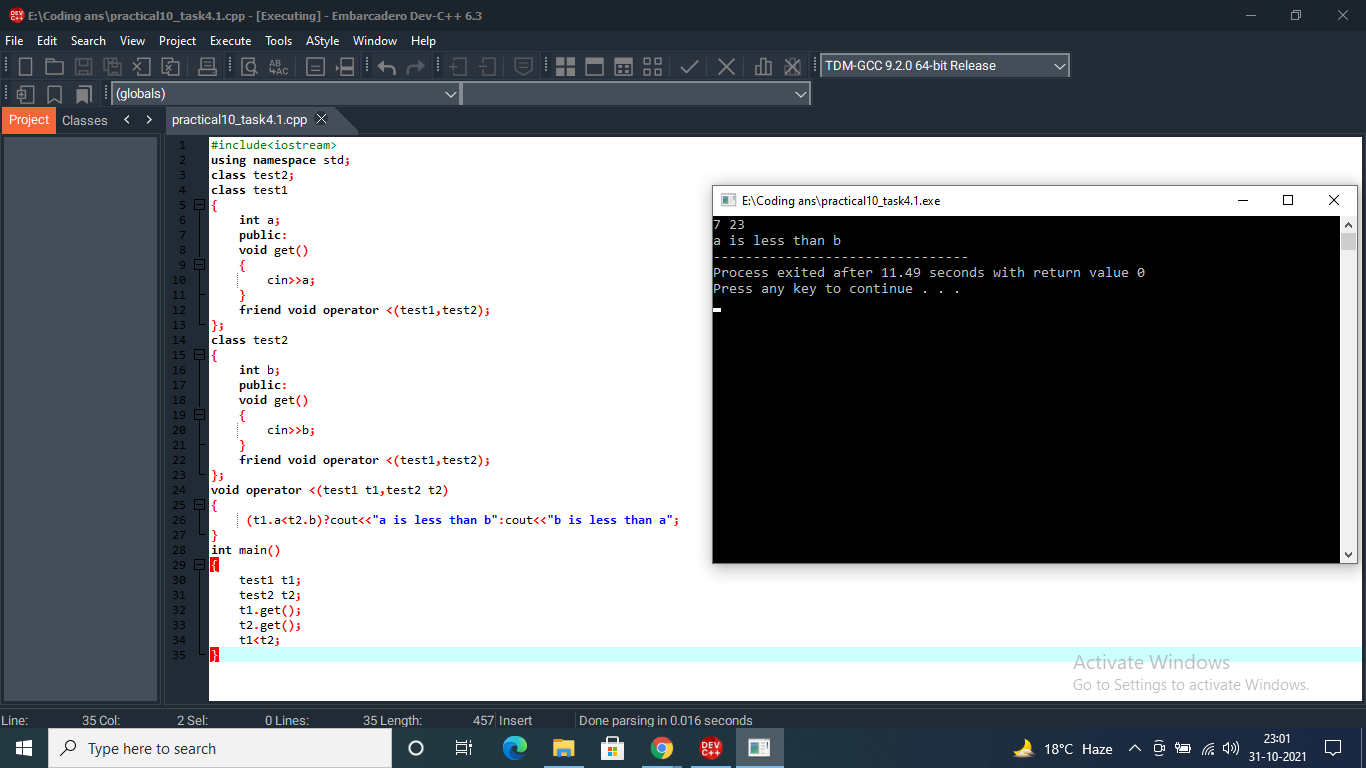 E:\Coding ans\practical10_task4.1.cpp - [Executing] - Embarcadero Dev-C++ 6.3
File Edit Search View Project Execute Tools AStyle Window Help
TDM-GCC 9.2.0 64-bit Release
(globals)
Project Classes practical10_task4.1.cpp
1 #include<iostream>
2 using namespace std;
3 class test2;
4 class test1
5 {
6 int a;
7 public:
8 void get()
9 {
10 cin>>a;
11 }
12 friend void operator <(test1,test2);
13 };
14 class test2
15 {
16 int b;
17 public:
18 void get()
19 {
20 cin>>b;
21 }
22 friend void operator <(test1,test2);
23 };
24 void operator <(test1 t1,test2 t2)
25 {
26 (t1.a<t2.b)?cout<<"a is less than b":cout<<"b is less than a";
27 }
28 int main()
29 {
30 test1 t1;
31 test2 t2;
32 t1.get();
33 t2.get();
34 t1<t2;
35 }
E:\Coding ans\practical10_task4.1.exe
7 23
a is less than b
--------------------------------
Process exited after 11.49 seconds with return value 0
Press any key to continue . . .
Activate Windows
Go to Settings to activate Windows.
Line: 35 Col: 2 Sel: 0 Lines: 35 Length: 457 Insert Done parsing in 0.016 seconds
Type here to search
DEV C++
18°C Haze
23:01
31-10-2021